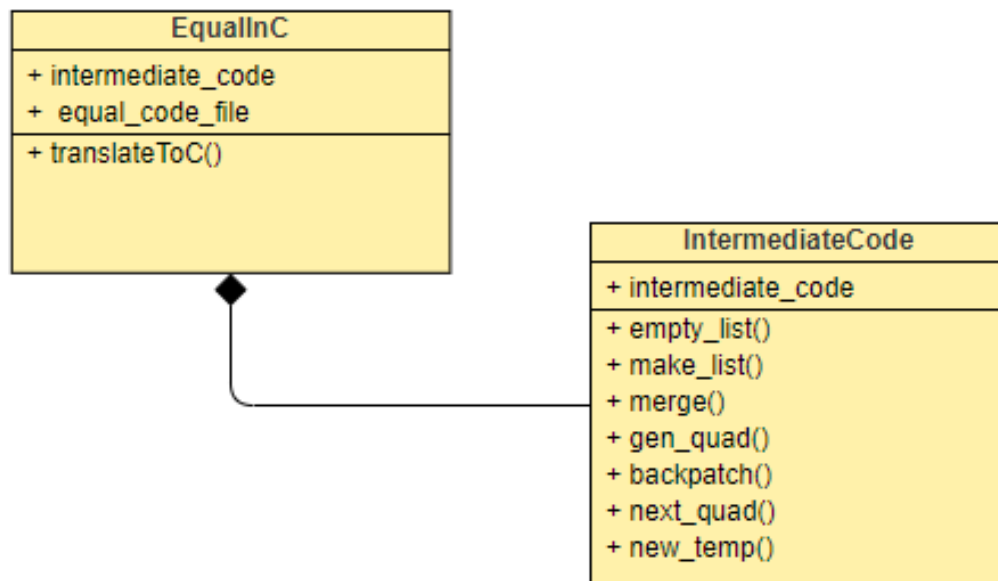 EqualInC
+ intermediate_code
+ equal_code_file
+ translateToC()
IntermediateCode
+ intermediate_code
+ empty_list()
+ make_list()
+ merge()
+ gen_quad()
+ backpatch()
+ next_quad()
+ new_temp()